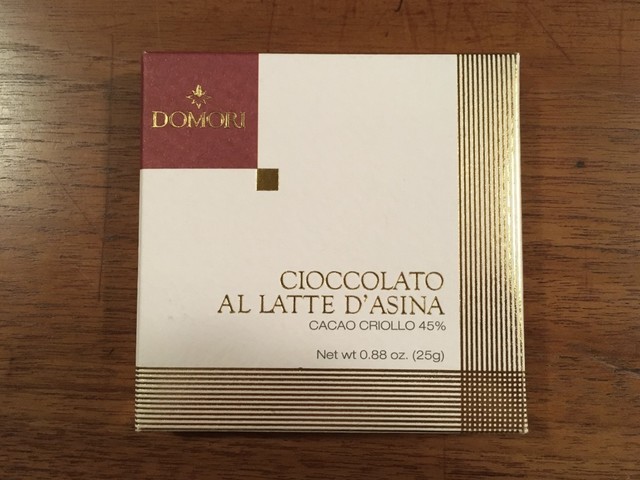 DOMORI
CIOCCOLATO
AL LATTE D'ASINA
CACAO CRIOLLO 45%
Net wt 0.88 oz. (25g)